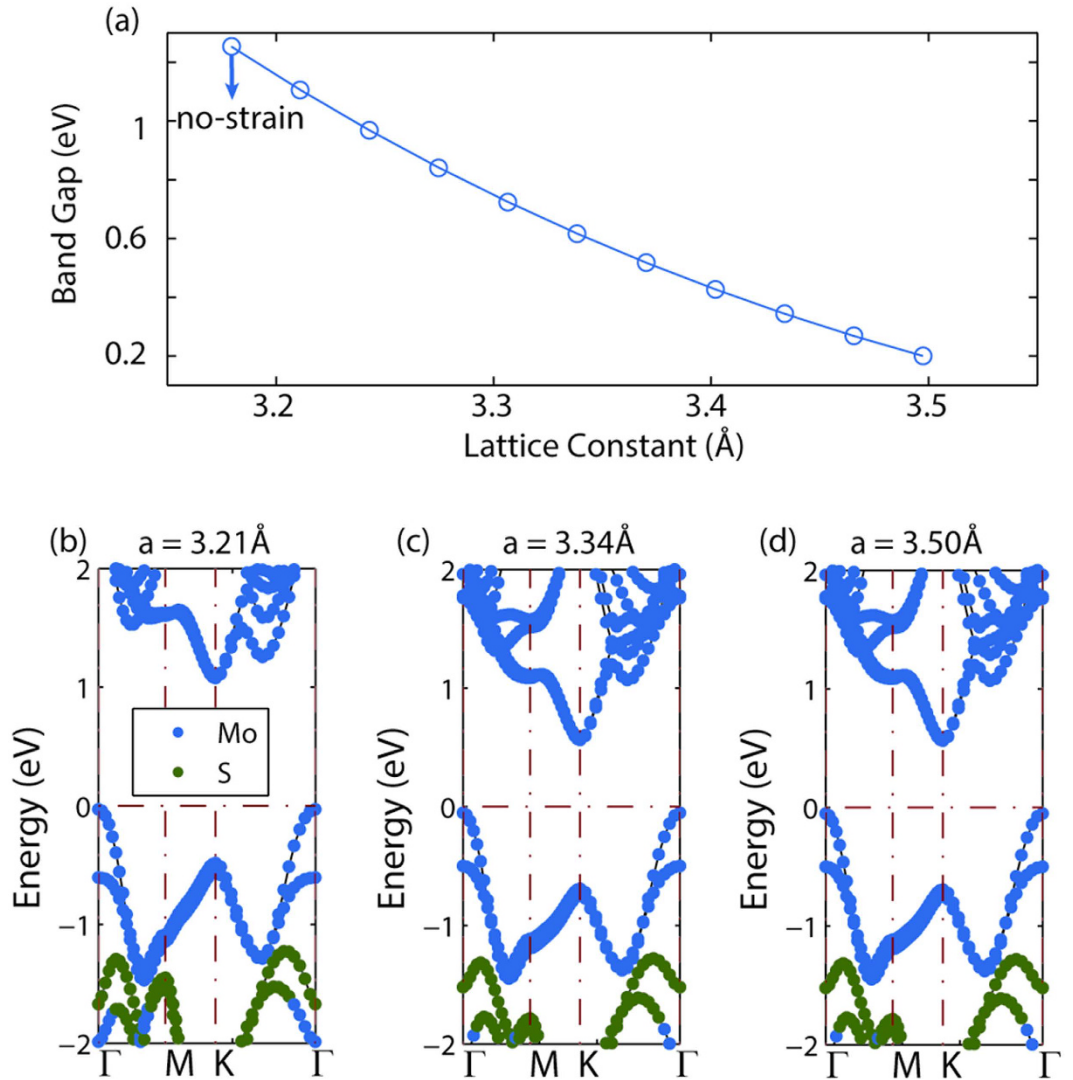 (a)
Band Gap (eV)
1
0.6
0.2
no-strain
3.2 3.3 3.4 3.5
Lattice Constant (Å)
(b) a = 3.21Å
(c) a = 3.34Å
(d) a = 3.50Å
Energy (eV)
2
1
0
−1
−2
Mo
S
Γ M K Γ
Energy (eV)
2
1
0
−1
−2
Γ M K Γ
Energy (eV)
2
1
0
−1
−2
Γ M K Γ